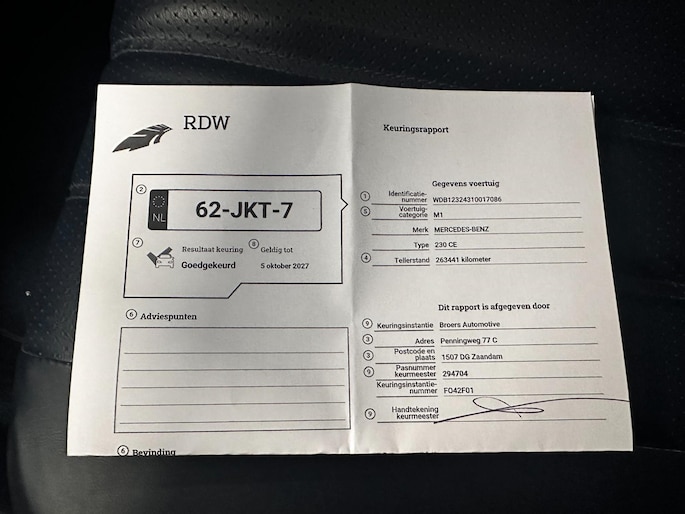 RDW
2
NL
62-JKT-7
7 Resultaat keuring 8 Geldig tot
Goedgekeurd 5 oktober 2027
6 Adviespunten
6 Bevinding
Keuringsrapport
Gegevens voertuig
1 Identificatie-
nummer WDB12324310017086
5 Voertuig-
categorie M1
Merk MERCEDES-BENZ
Type 230 CE
4 Tellerstand 263441 kilometer
Dit rapport is afgegeven door
9 Keuringsinstantie Broers Automotive
3 Adres Penningweg 77 C
3 Postcode en
plaats 1507 DG Zaandam
9 Pasnummer
keurmeester 294704
Keuringsinstantie-
nummer FO42F01
9 Handtekening
keurmeester